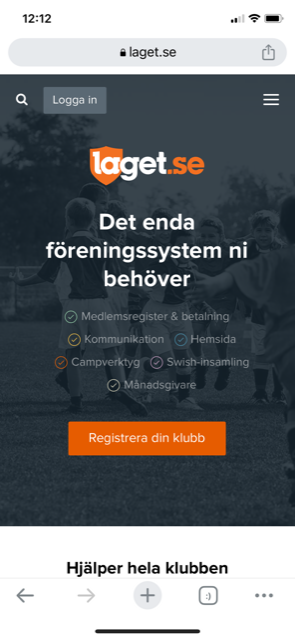 12:12
laget.se
Logga in
laget.se
Det enda
föreningssystem ni
behöver
Medlemsregister & betalning
Kommunikation Hemsida
Campverktyg Swish-insamling
Månadsgivare
Registrera din klubb
Hjälper hela klubben
:)